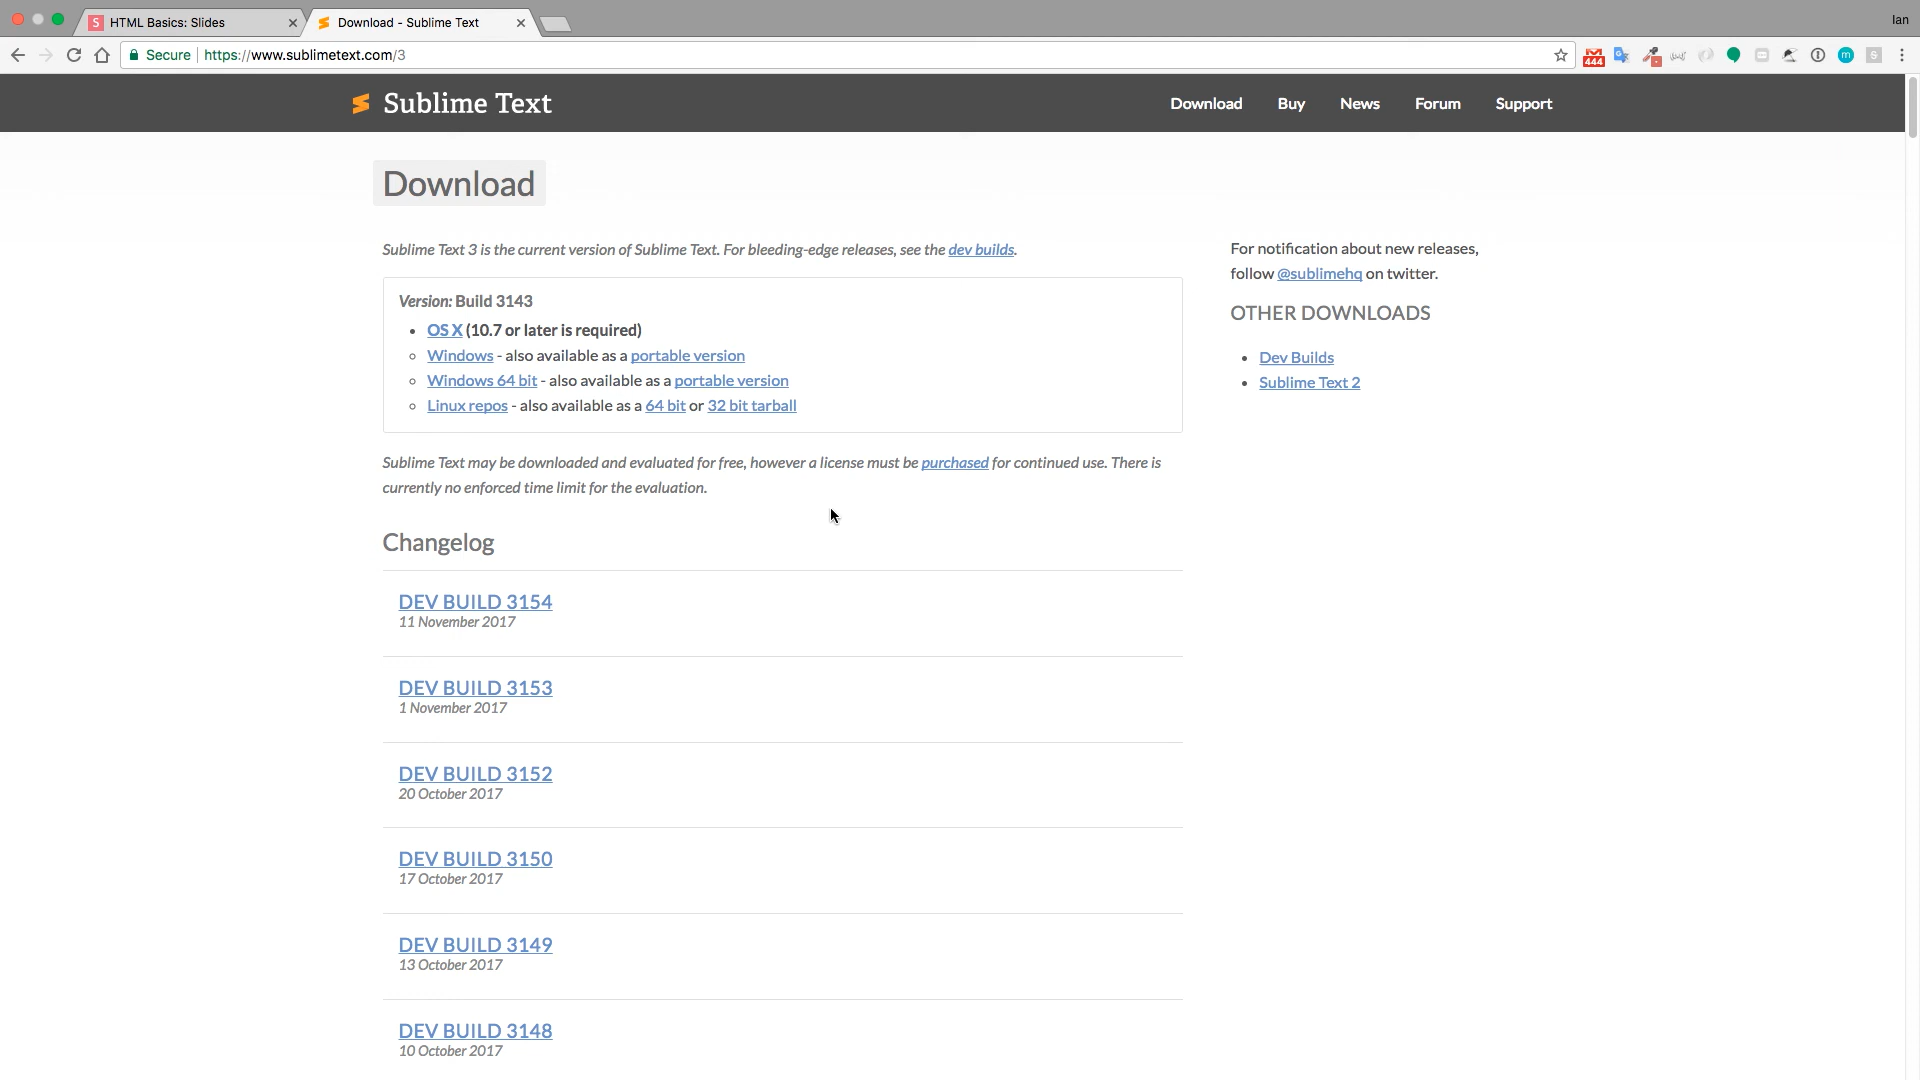 HTML Basics: Slides
Download - Sublime Text
Ian
Secure
https://www.sublimetext.com/3
444
Sublime Text
Download
Buy
News
Forum
Support
Download
Sublime Text 3 is the current version of Sublime Text. For bleeding-edge releases, see the dev builds.
Version: Build 3143
OS X (10.7 or later is required)
Windows - also available as a portable version
Windows 64 bit - also available as a portable version
Linux repos - also available as a 64 bit or 32 bit tarball
Sublime Text may be downloaded and evaluated for free, however a license must be purchased for continued use. There is
currently no enforced time limit for the evaluation.
For notification about new releases,
follow @sublimehq on twitter.
OTHER DOWNLOADS
Dev Builds
Sublime Text 2
Changelog
DEV BUILD 3154
11 November 2017
DEV BUILD 3153
1 November 2017
DEV BUILD 3152
20 October 2017
DEV BUILD 3150
17 October 2017
DEV BUILD 3149
13 October 2017
DEV BUILD 3148
10 October 2017